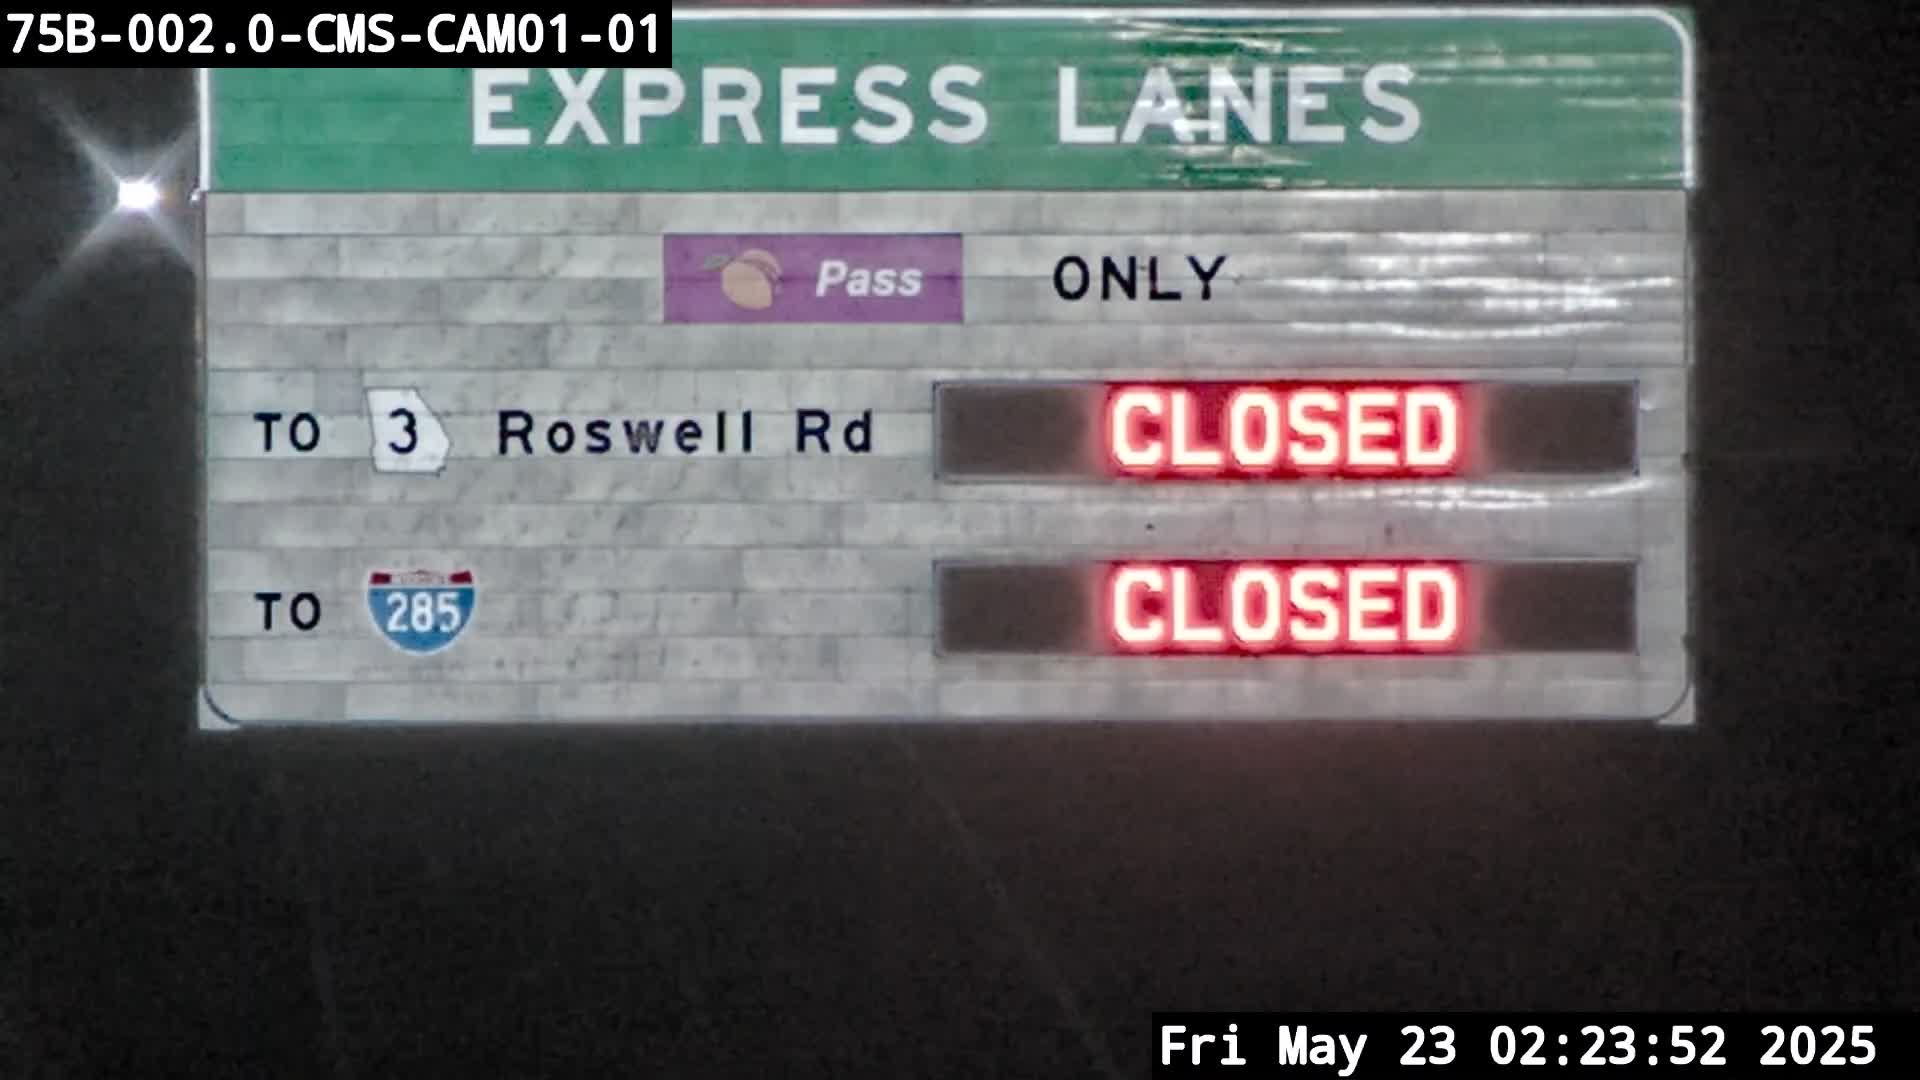 75B-002.0-CMS-CAM01-01
EXPRESS LANES
Pass ONLY
TO 3 Roswell Rd CLOSED
TO 285 CLOSED
Fri May 23 02:23:52 2025